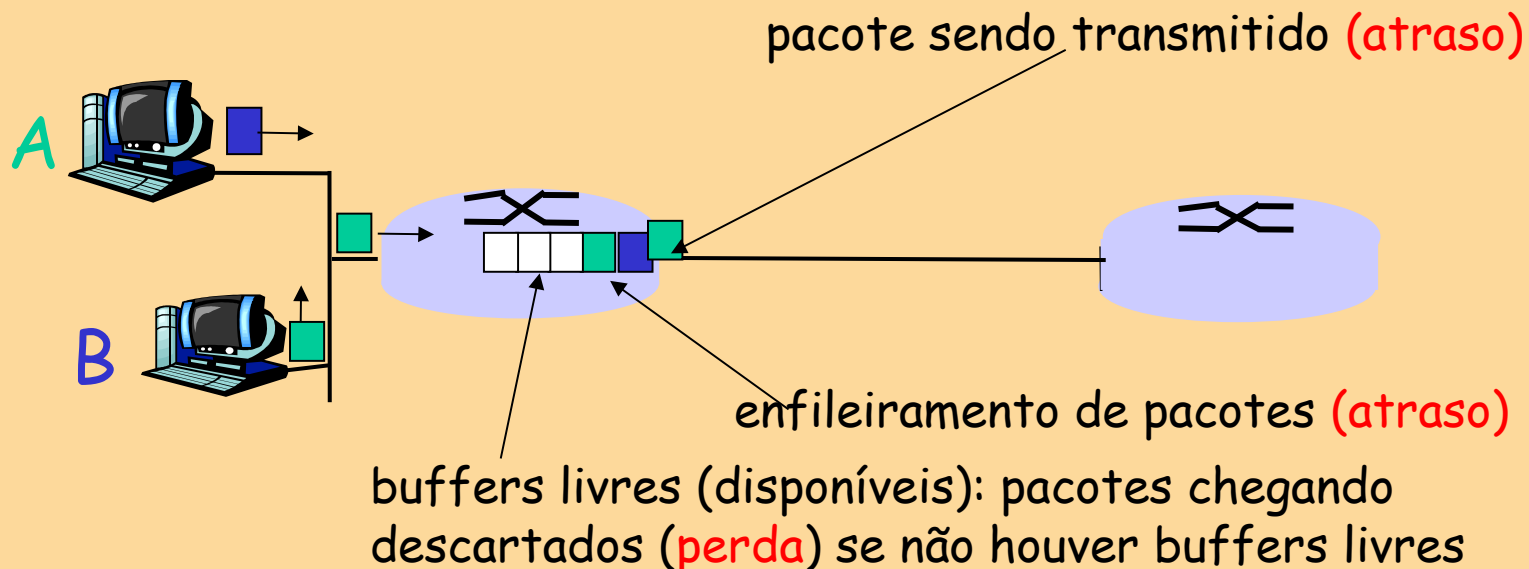 pacote sendo transmitido (atraso)
A
B
enfileiramento de pacotes (atraso)
buffers livres (disponíveis): pacotes chegando
descartados (perda) se não houver buffers livres